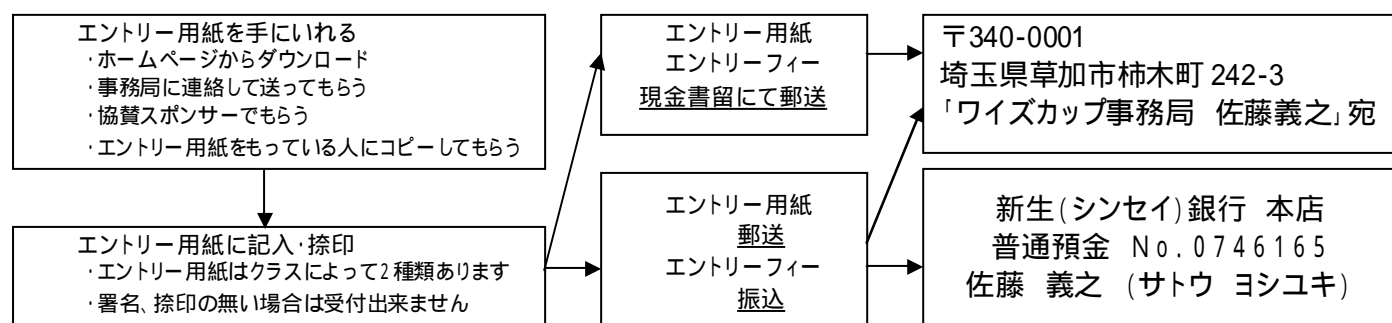 エントリー用紙を手にいれる
・ホームページからダウンロード
・事務局に連絡して送ってもらう
・協賛スポンサーでもらう
・エントリー用紙をもっている人にコピーしてもらう
エントリー用紙に記入・捺印
・エントリー用紙はクラスによって2種類あります
・署名、捺印の無い場合は受付出来ません
エントリー用紙
エントリーフィー
現金書留にて郵送
エントリー用紙
郵送
エントリーフィー
振込
〒340-0001
埼玉県草加市柿木町 242-3
「ワイズカップ事務局 佐藤義之」宛
新生(シンセイ)銀行 本店
普通預金 No.0746165
佐藤 義之 (サトウ ヨシユキ)